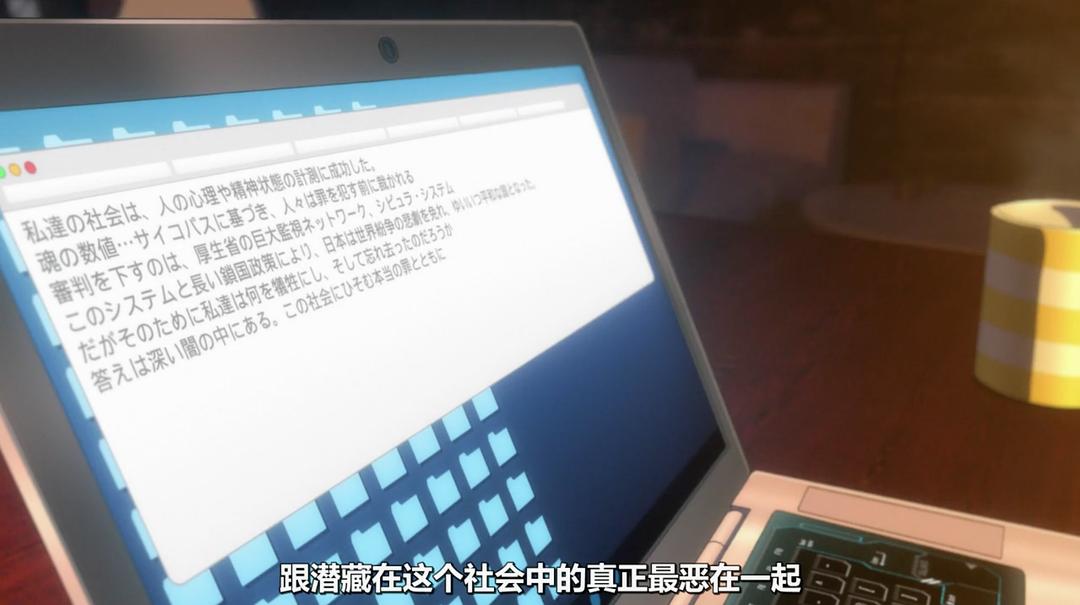 私達の社会は、人の心理や精神状態の計測に成功した。
魂の数値…サイコパスに基づき、人々は罪を犯す前に裁かれる
審判を下すのは、厚生省の巨大監視ネットワーク、シビュラ・システム
このシステムと長い鎖国政策により、日本は世界紛争の悲劇を免れ、ゆいいつ平和な国となった。
だがそのために私達は何を犠牲にし、そして忘れ去ったのだろうか
答えは深い闇の中にある。この社会にひそむ本当の罪とともに
跟潜藏在这个社会中的真正最恶在一起